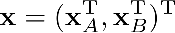 𝐱 = (𝐱_A^T, 𝐱_B^T)^T